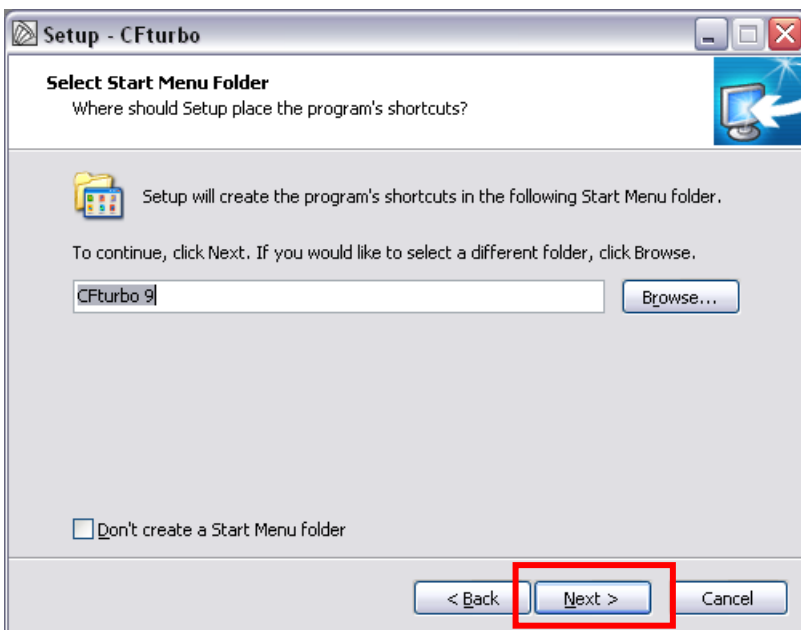 Setup - CFturbo
Select Start Menu Folder
Where should Setup place the program's shortcuts?
Setup will create the program's shortcuts in the following Start Menu folder.
To continue, click Next. If you would like to select a different folder, click Browse.
CFturbo 9
Browse...
Don't create a Start Menu folder
< Back
Next >
Cancel